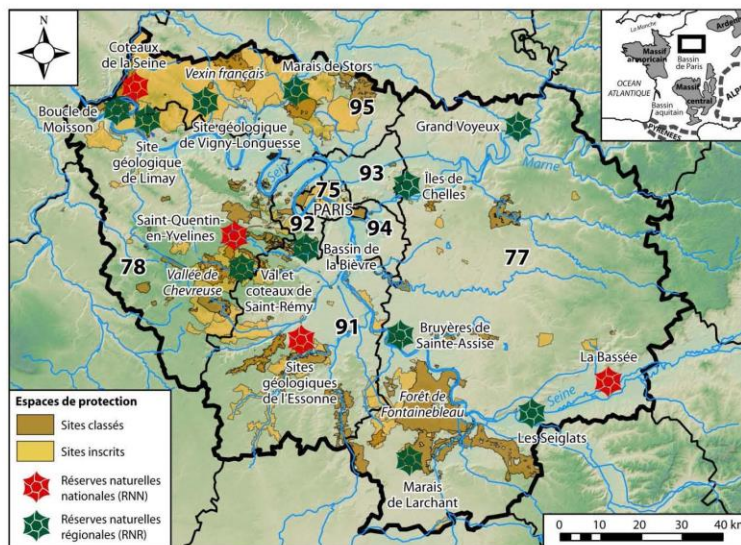 N
Coteaux
de la Seine
Vexin français
Marais de Stors
95
Boucle de
Moisson
Site géologique
de Vigny-Longuesse
Site
géologique
de Limay
Grand Voyeux
Marne
Seine
93
75
PARIS
Îles de
Chelles
92
94
Saint-Quentin-
en-Yvelines
Bassin de
la Bièvre
77
78
Vallée de
Chevreuse
Val et
coteaux de
Saint-Rémy
91
Bruyères de
Sainte-Assise
La Bassée
Sites
géologiques
de l'Essonne
Forêt de
Fontainebleau
Seine
Les Seiglats
Marais
de Larchant
La Manche
Massif
armoricain
Bassin
de Paris
OCEAN
ATLANTIQUE
Massif
central
Bassin
aquitain
Espaces de protection
Sites classés
Sites inscrits
Réserves naturelles
nationales (RNN)
Réserves naturelles
régionales (RNR)
0 10 20 30 40 km